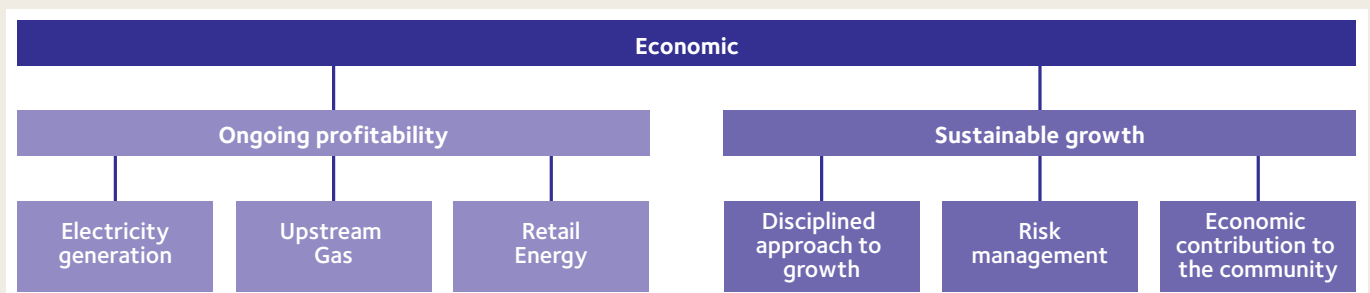 Economic
Ongoing profitability
Sustainable growth
Electricity
generation
Upstream
Gas
Retail
Energy
Disciplined
approach to
growth
Risk
management
Economic
contribution to
the community